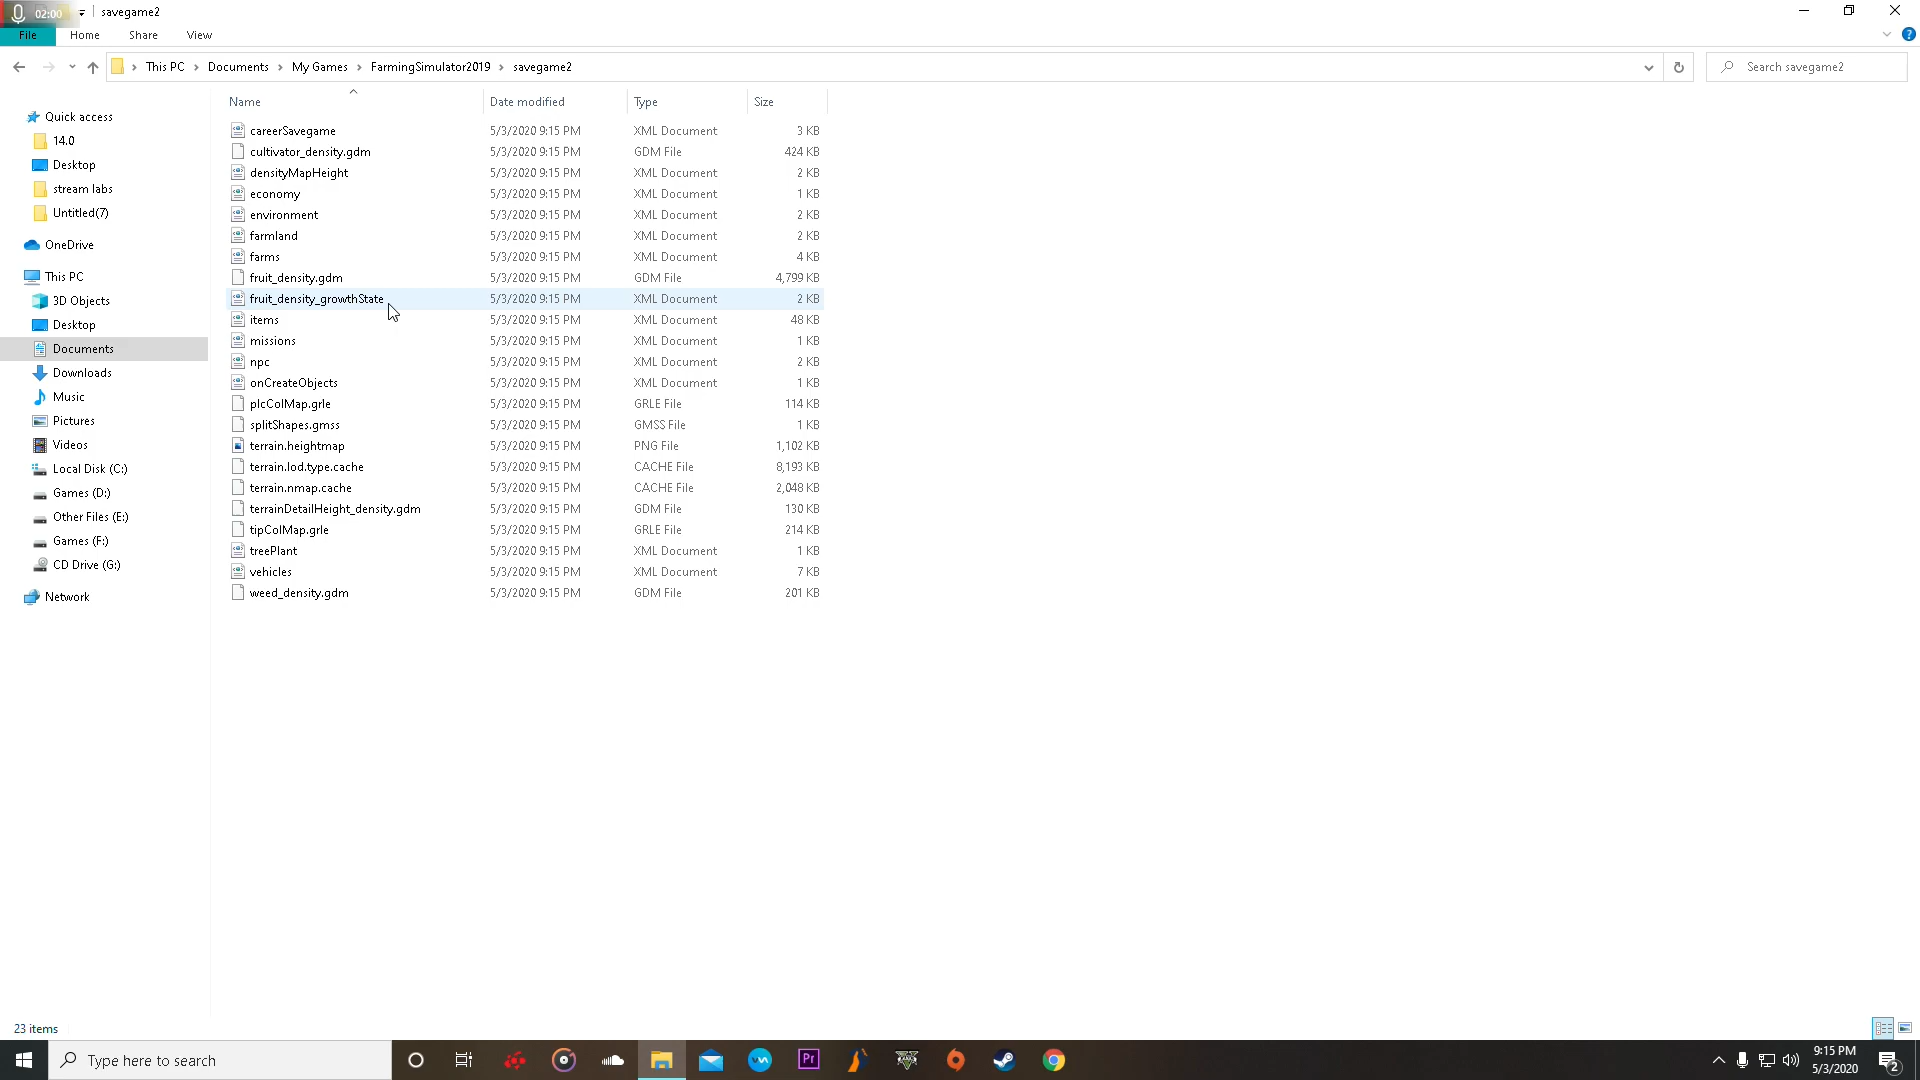 02:00 savegame2
File Home Share View
This PC Documents My Games FarmingSimulator2019 savegame2
Search savegame2
Name Date modified Type Size
Quick access
14.0
Desktop
stream labs
Untitled(7)
OneDrive
This PC
3D Objects
Desktop
Documents
Downloads
Music
Pictures
Videos
Local Disk (C:)
Games (D:)
Other Files (E:)
Games (F:)
CD Drive (G:)
Network
careerSavegame 5/3/2020 9:15 PM XML Document 3 KB
cultivator_density.gdm 5/3/2020 9:15 PM GDM File 424 KB
densityMapHeight 5/3/2020 9:15 PM XML Document 2 KB
economy 5/3/2020 9:15 PM XML Document 1 KB
environment 5/3/2020 9:15 PM XML Document 2 KB
farmland 5/3/2020 9:15 PM XML Document 2 KB
farms 5/3/2020 9:15 PM XML Document 4 KB
fruit_density.gdm 5/3/2020 9:15 PM GDM File 4,799 KB
fruit_density_growthState 5/3/2020 9:15 PM XML Document 2 KB
items 5/3/2020 9:15 PM XML Document 48 KB
missions 5/3/2020 9:15 PM XML Document 1 KB
npc 5/3/2020 9:15 PM XML Document 2 KB
onCreateObjects 5/3/2020 9:15 PM XML Document 1 KB
plcColMap.grle 5/3/2020 9:15 PM GRLE File 114 KB
splitShapes.gmss 5/3/2020 9:15 PM GMSS File 1 KB
terrain.heightmap 5/3/2020 9:15 PM PNG File 1,102 KB
terrain.lod.type.cache 5/3/2020 9:15 PM CACHE File 8,193 KB
terrain.nmap.cache 5/3/2020 9:15 PM CACHE File 2,048 KB
terrainDetailHeight_density.gdm 5/3/2020 9:15 PM GDM File 130 KB
tipColMap.grle 5/3/2020 9:15 PM GRLE File 214 KB
treePlant 5/3/2020 9:15 PM XML Document 1 KB
vehicles 5/3/2020 9:15 PM XML Document 7 KB
weed_density.gdm 5/3/2020 9:15 PM GDM File 201 KB
23 items
Type here to search
Pr
9:15 PM
5/3/2020
2